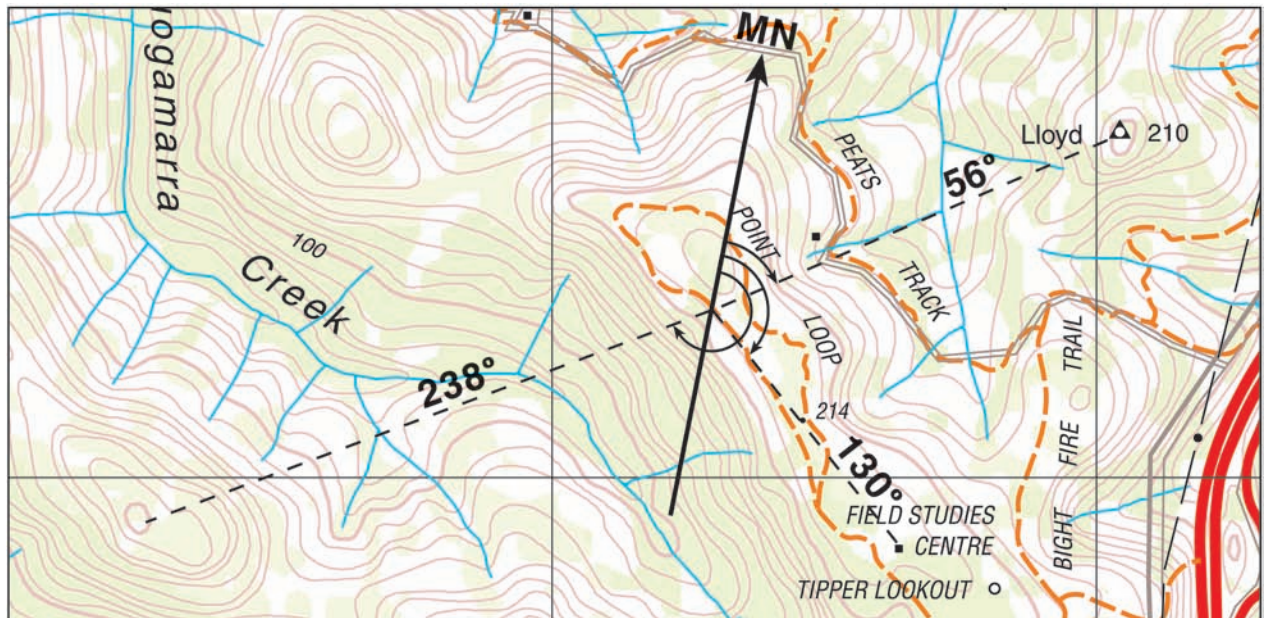 MN
ogamarra
Creek
100
PEATS
TRACK
POINT
LOOP
Lloyd
210
56°
238°
130°
214
FIELD STUDIES
CENTRE
TIPPER LOOKOUT
BIGHT FIRE TRAIL